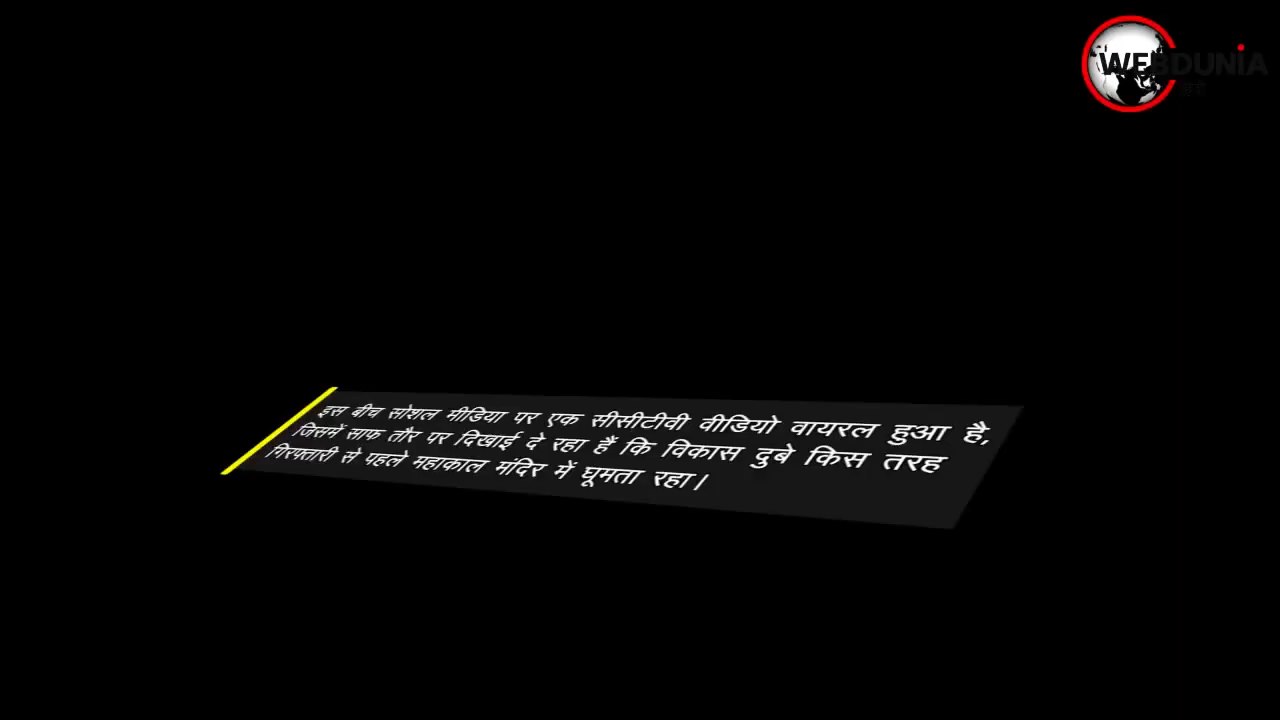 WEBDUNIA
इस बीच सोशल मीडिया पर एक सीसीटीवी वीडियो वायरल हुआ है,
जिसमें साफ तौर पर दिखाई दे रहा हैं कि विकास दुबे किस तरह
गिरफ्तारी से पहले महाकाल मंदिर में घूमता रहा।